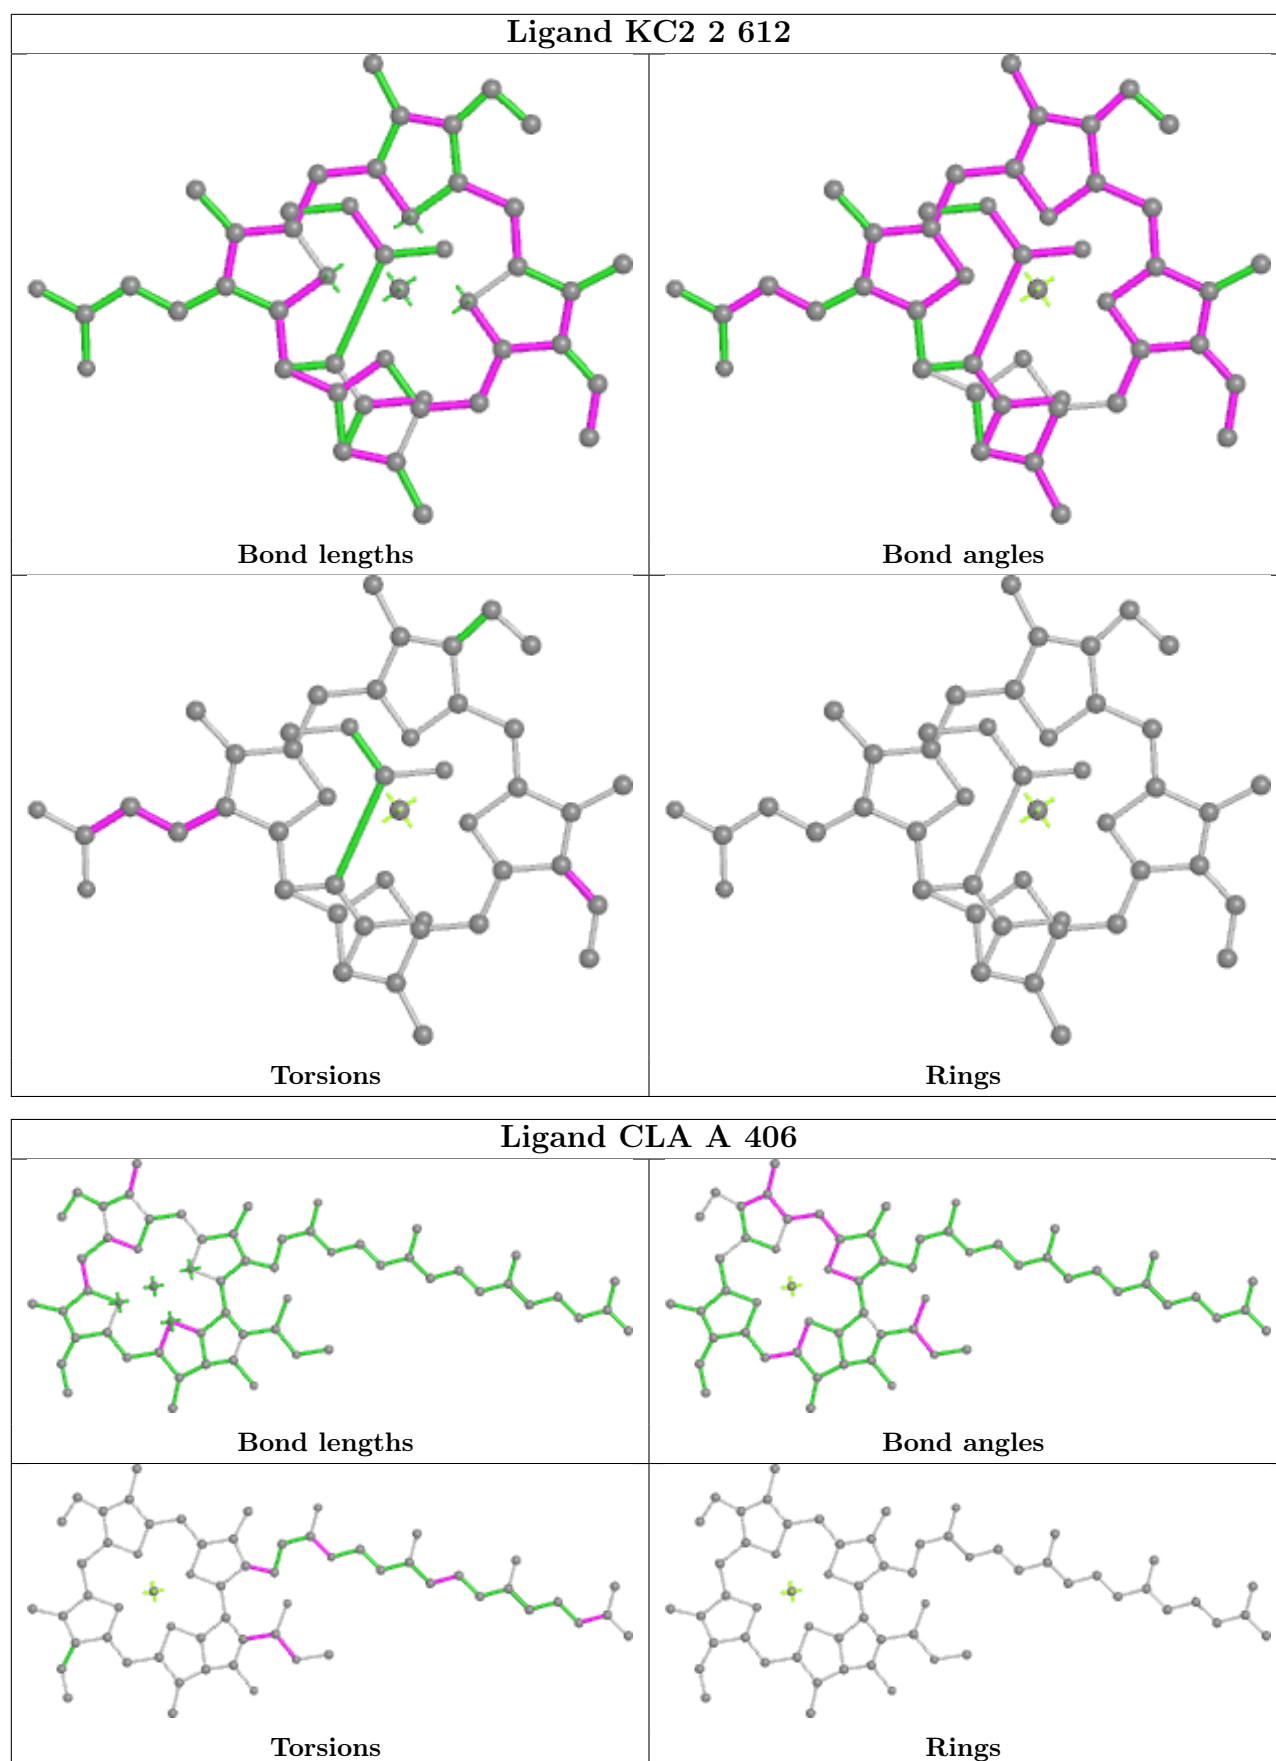 Ligand KC2 2 612
Bond lengths
Bond angles
Torsions
Rings
Ligand CLA A 406
Bond lengths
Bond angles
Torsions
Rings